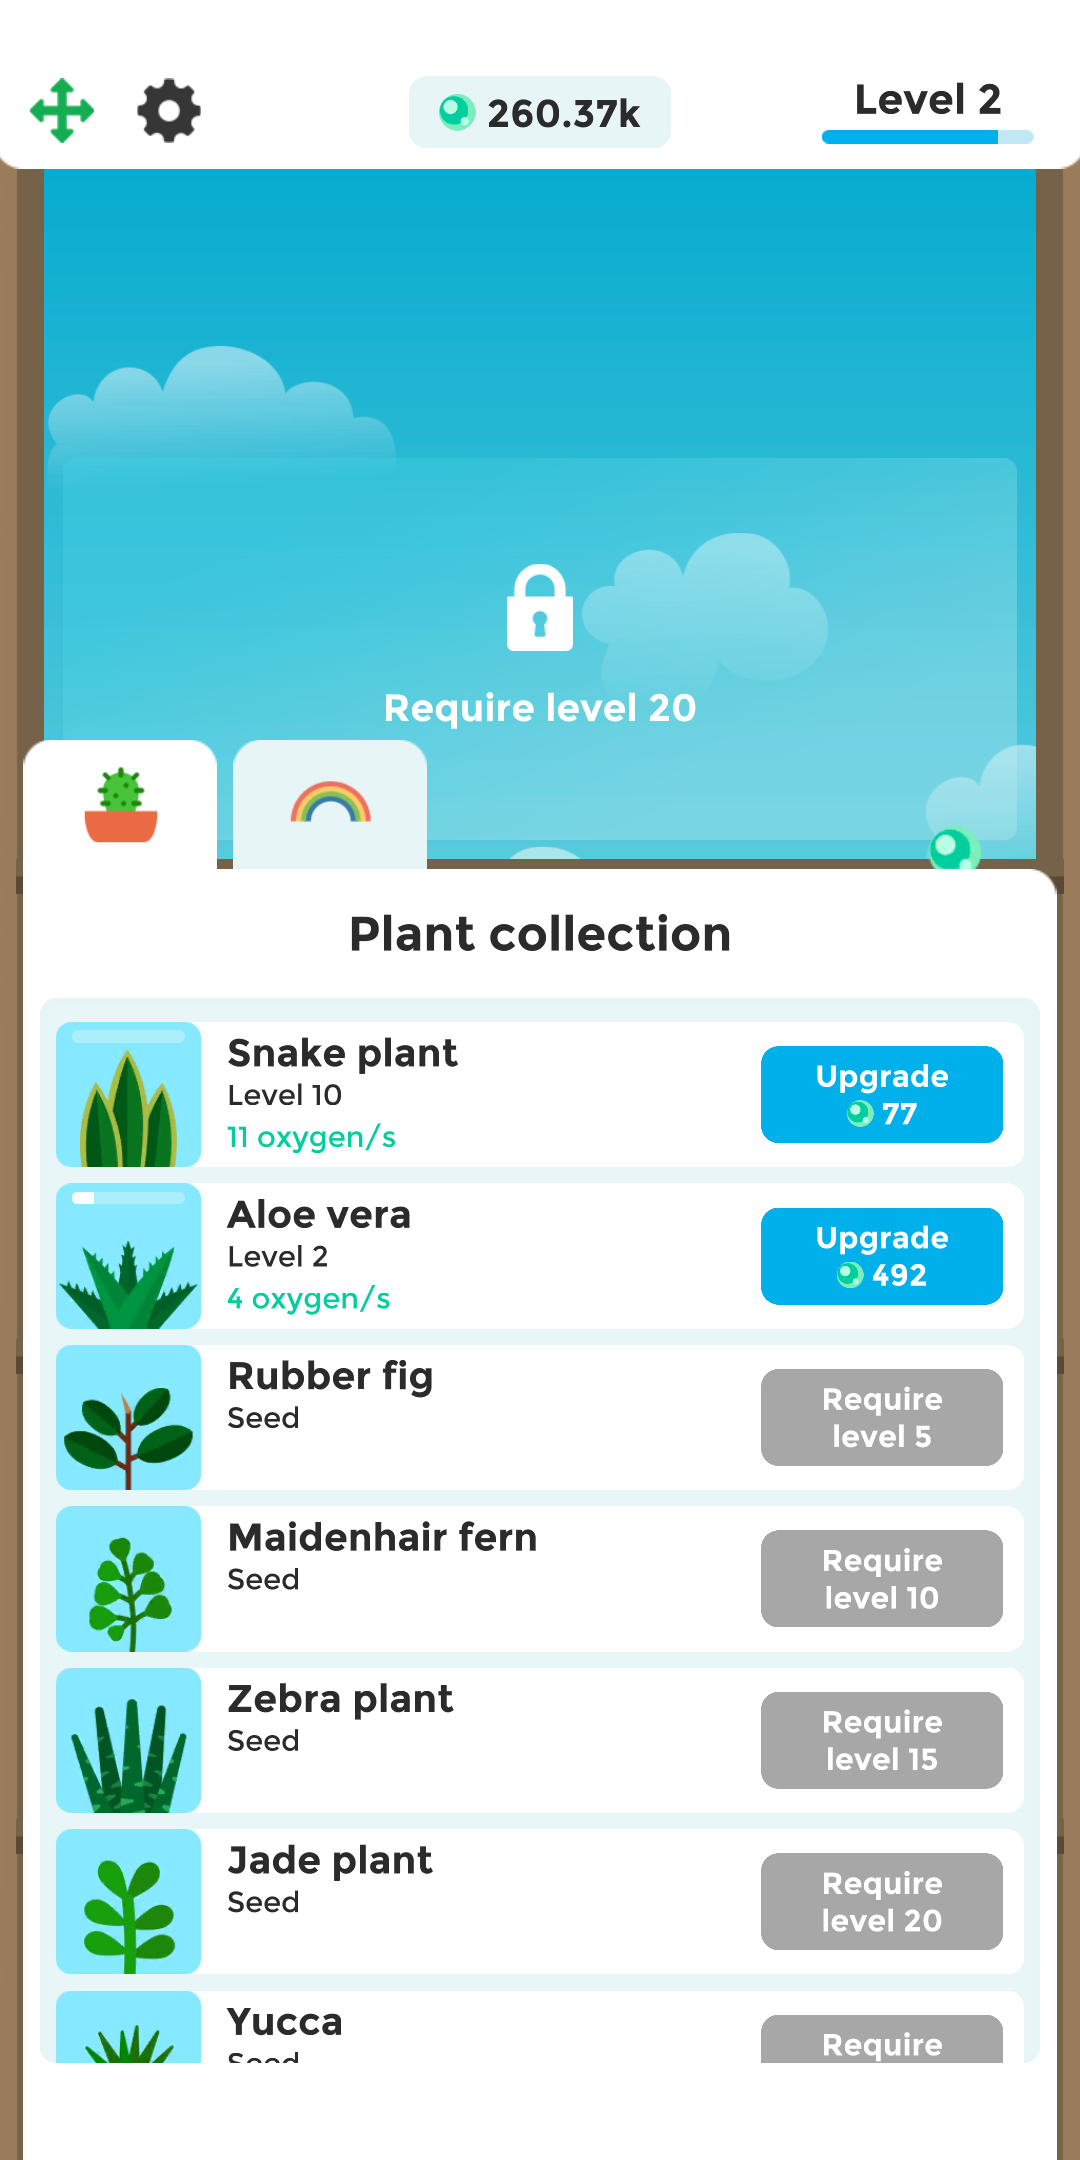 260.37k
Level 2
Require level 20
Plant collection
Snake plant
Level 10
11 oxygen/s
Upgrade
77
Aloe vera
Level 2
4 oxygen/s
Upgrade
492
Rubber fig
Seed
Require
level 5
Maidenhair fern
Seed
Require
level 10
Zebra plant
Seed
Require
level 15
Jade plant
Seed
Require
level 20
Yucca
Seed
Require